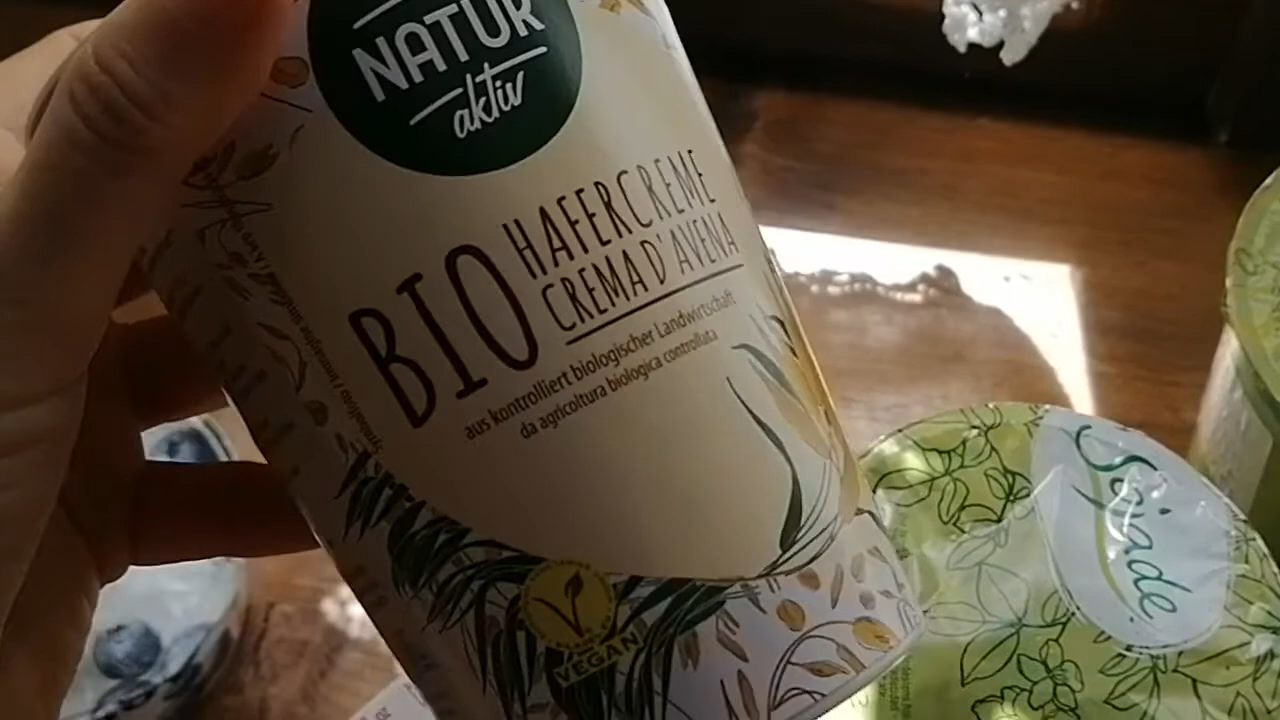 NATUR
aktiv
BIO
HAFERCREME
CREMA D'AVENA
aus kontrolliert biologischer Landwirtschaft
da agricoltura biologica controllata
VEGAN
Sojade